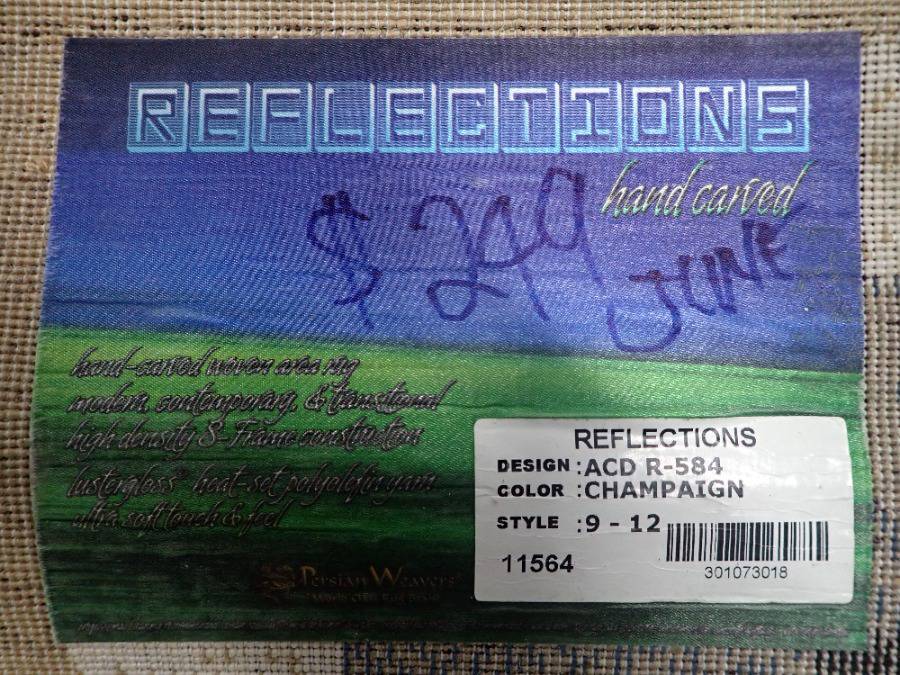 REFLECTIONS
hand carved
$ 299
JUNE
hand-carved woven area rug
modern, contemporary, & transitional
high density 8-Frame construction
heat-set polyolefin yarn
ultra soft touch & feel
Persian Weavers
REFLECTIONS
DESIGN :ACD R-584
COLOR :CHAMPAIGN
STYLE :9 - 12
11564
301073018